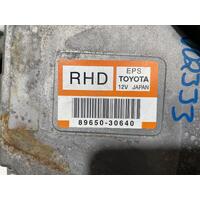 RHD
EPS
TOYOTA
12V JAPAN
89650-30640